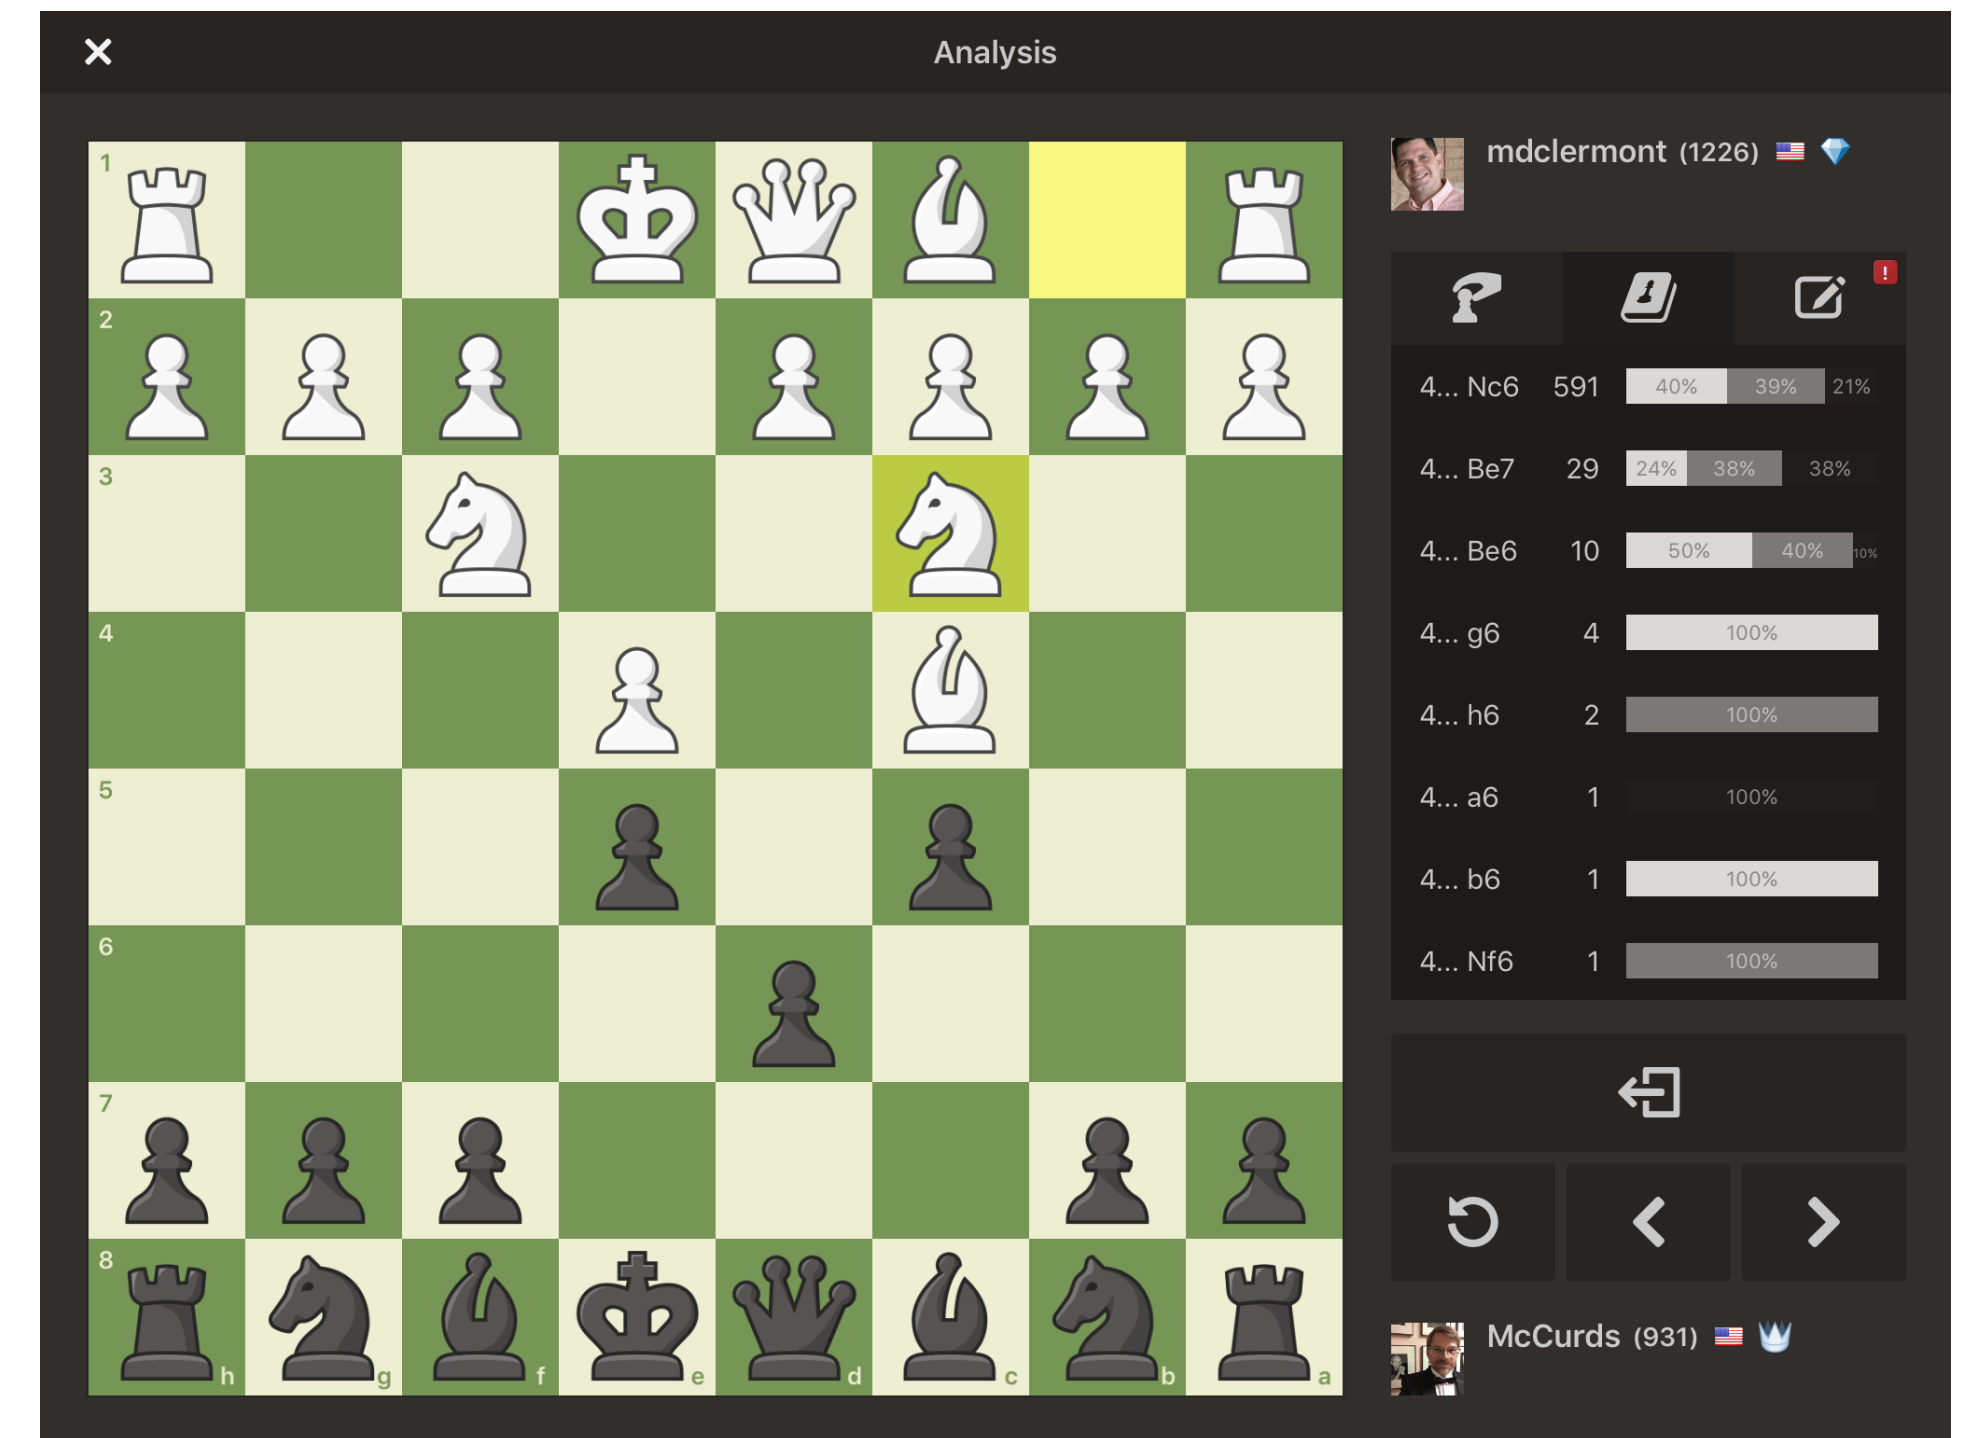 Analysis
mdclermont (1226)
!
4... Nc6 591 40% 39% 21%
4... Be7 29 24% 38% 38%
4... Be6 10 50% 40% 10%
4... g6 4 100%
4... h6 2 100%
4... a6 1 100%
4... b6 1 100%
4... Nf6 1 100%
McCurds (931)
1
2
3
4
5
6
7
8
h g f e d c b a